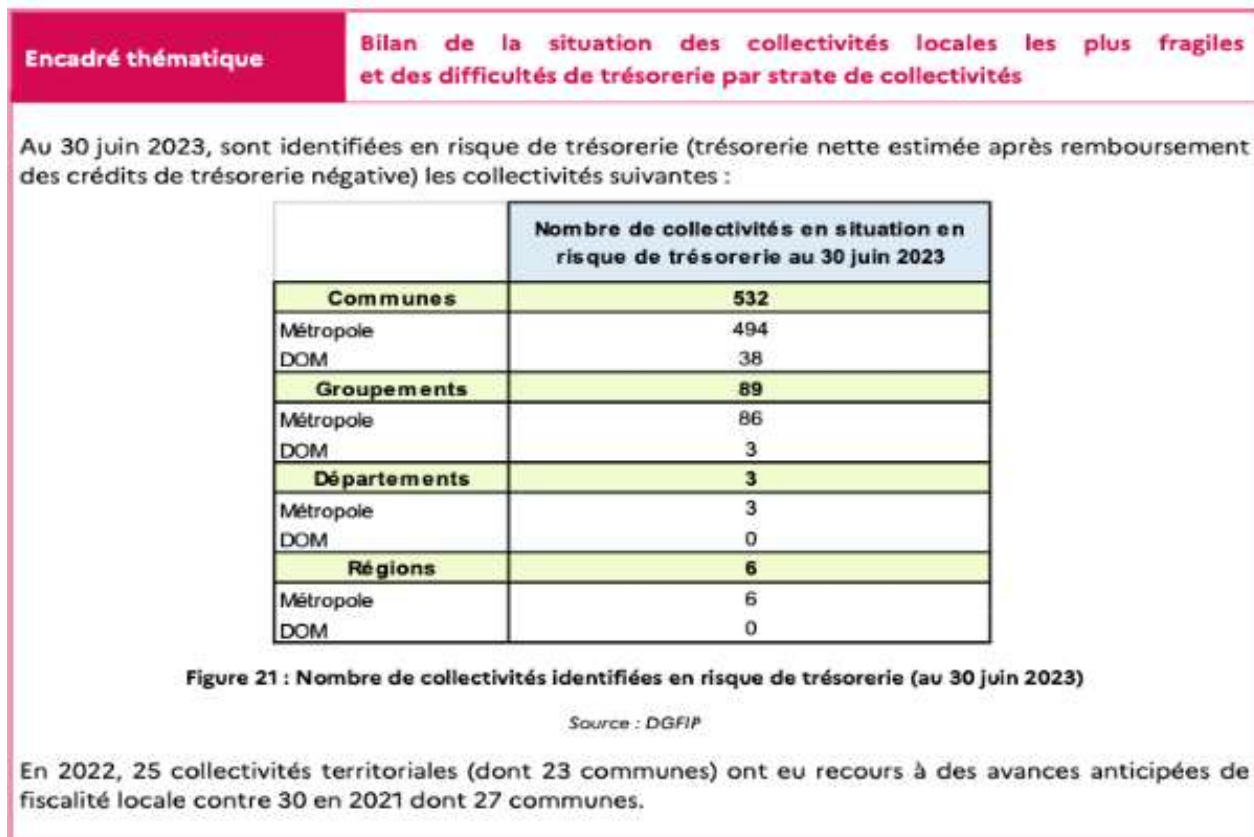 Encadré thématique
Bilan de la situation des collectivités locales les plus fragiles
et des difficultés de trésorerie par strate de collectivités
Au 30 juin 2023, sont identifiées en risque de trésorerie (trésorerie nette estimée après remboursement
des crédits de trésorerie négative) les collectivités suivantes :
Nombre de collectivités en situation en
risque de trésorerie au 30 juin 2023
Communes 532
Métropole 494
DOM 38
Groupements 89
Métropole 86
DOM 3
Départements 3
Métropole 3
DOM 0
Régions 6
Métropole 6
DOM 0
Figure 21 : Nombre de collectivités identifiées en risque de trésorerie (au 30 juin 2023)
Source : DGFIP
En 2022, 25 collectivités territoriales (dont 23 communes) ont eu recours à des avances anticipées de
fiscalité locale contre 30 en 2021 dont 27 communes.